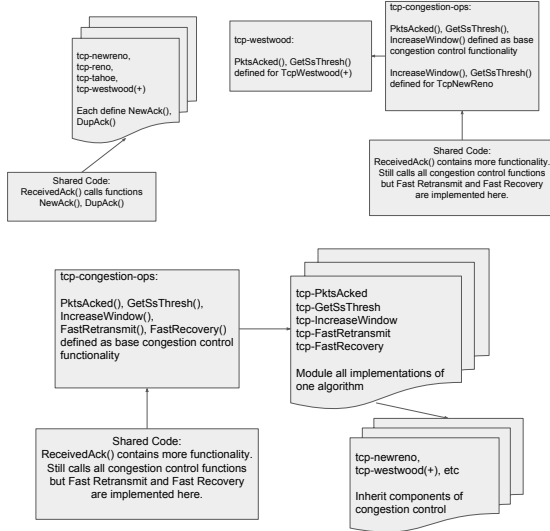 tcp-newreno,
tcp-reno,
tcp-tahoe,
tcp-westwood(+)
Each define NewAck(),
DupAck()
Shared Code:
ReceivedAck() calls functions
NewAck(), DupAck()
tcp-westwood:
PktsAcked(), GetSsThresh()
defined for TcpWestwood(+)
tcp-congestion-ops:
PktsAcked(), GetSsThresh(),
IncreaseWindow() defined as base
congestion control functionality
IncreaseWindow(), GetSsThresh()
defined for TcpNewReno
Shared Code:
ReceivedAck() contains more functionality.
Still calls all congestion control functions
but Fast Retransmit and Fast Recovery
are implemented here.
tcp-congestion-ops:
PktsAcked(), GetSsThresh(),
IncreaseWindow(),
FastRetransmit(), FastRecovery()
defined as base congestion control
functionality
Shared Code:
ReceivedAck() contains more functionality.
Still calls all congestion control functions
but Fast Retransmit and Fast Recovery
are implemented here.
tcp-PktsAcked
tcp-GetSsThresh
tcp-IncreaseWindow
tcp-FastRetransmit
tcp-FastRecovery
Module all implementations of
one algorithm
tcp-newreno,
tcp-westwood(+), etc
Inherit components of
congestion control